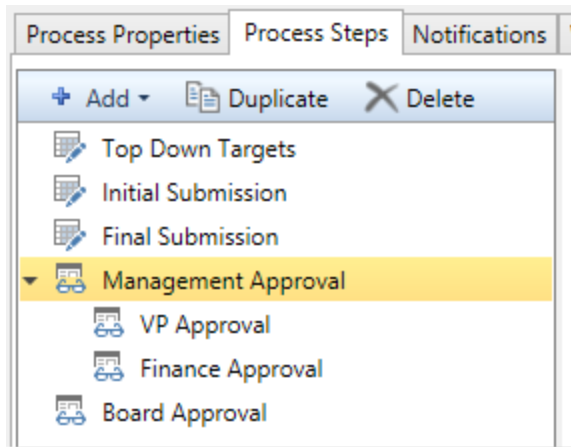 Process Properties Process Steps Notifications
Add Duplicate Delete
Top Down Targets
Initial Submission
Final Submission
Management Approval
VP Approval
Finance Approval
Board Approval